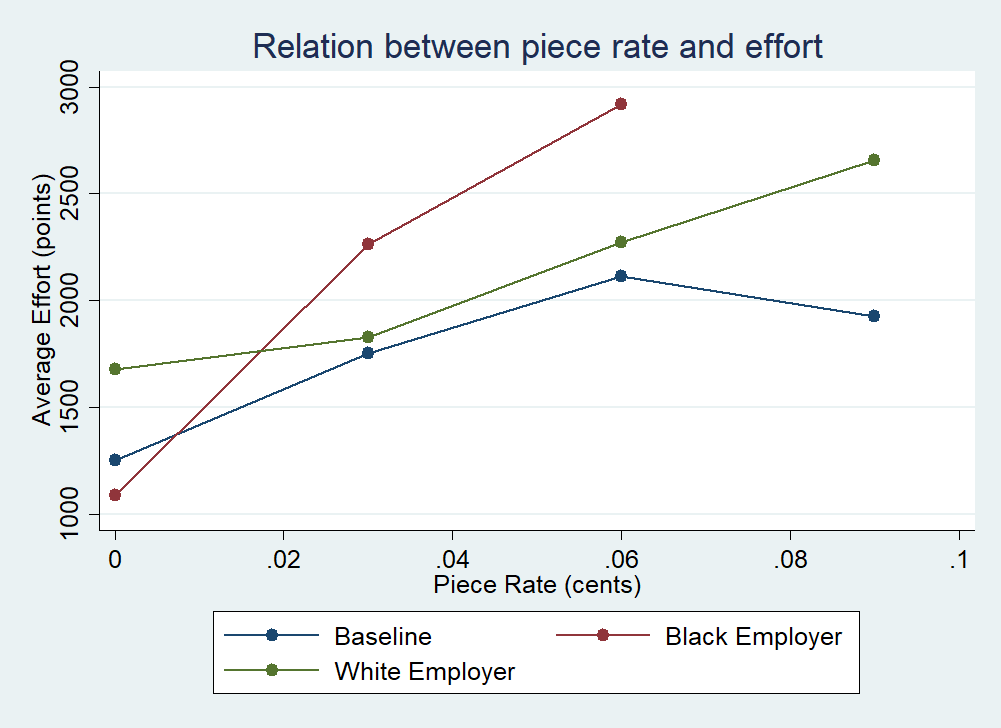 Relation between piece rate and effort
Average Effort (points)
3000
2500
2000
1500
1000
0 .02 .04 .06 .08 .1
Piece Rate (cents)
Baseline Black Employer
White Employer